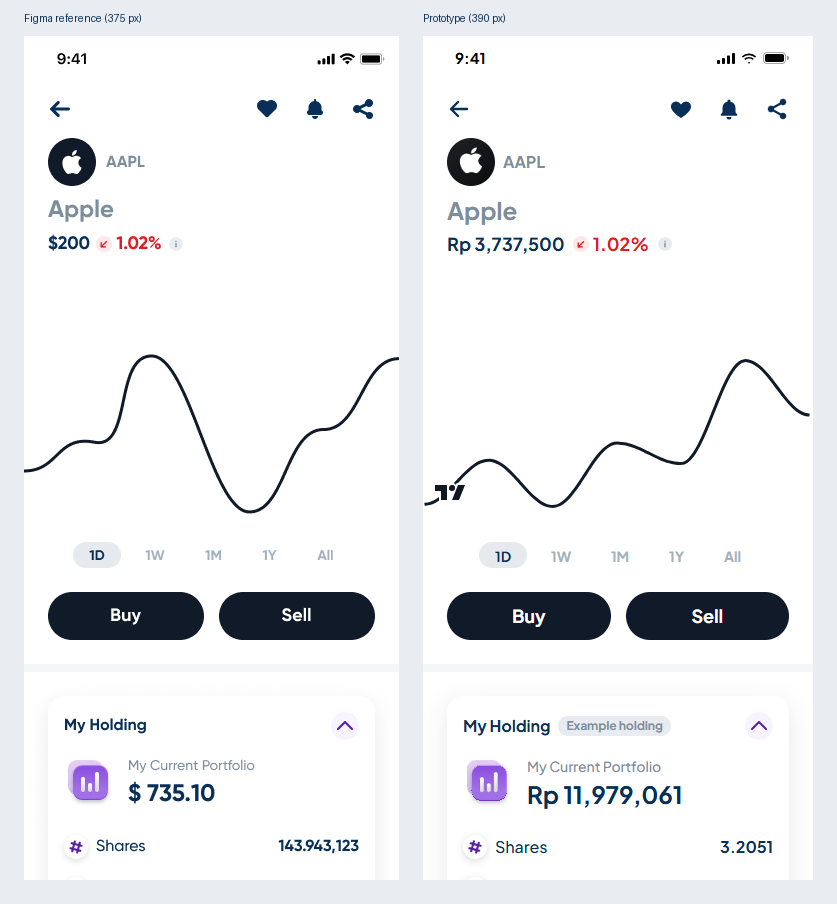 Figma reference (375 px)
9:41
AAPL
Apple
$200 1.02% i
1D 1W 1M 1Y All
Buy Sell
My Holding
My Current Portfolio
$ 735.10
Shares 143.943,123
Prototype (390 px)
9:41
AAPL
Apple
Rp 3,737,500 1.02% i
1D 1W 1M 1Y All
Buy Sell
My Holding Example holding
My Current Portfolio
Rp 11,979,061
Shares 3.2051